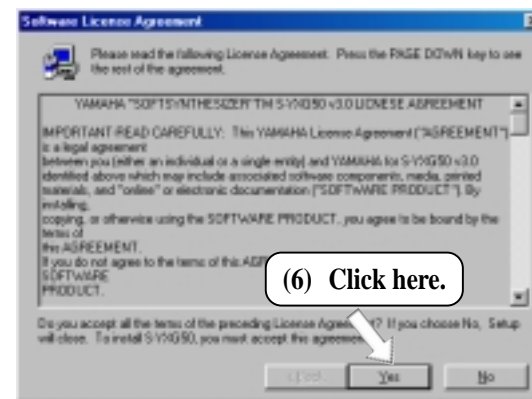 Software License Agreement
Please read the following License Agreement. Press the PAGE DOWN key to see
the rest of the agreement.
YAMAHA "SOFTSYNTHESIZER"TM S-YXG50 v3.0 LICNESE AGREEMENT
IMPORTANT-READ CAREFULLY: This YAMAHA License Agreement ("AGREEMENT")
is a legal agreement
between you (either an individual or a single entity) and YAMAHA for S-YXG50 v3.0
identified above which may include associated software components, media, printed
materials, and "online" or electronic documentation ("SOFTWARE PRODUCT"). By
installing,
copying, or otherwise using the SOFTWARE PRODUCT, you agree to be bound by the
terms of
the AGREEMENT.
If you do not agree to the terms of this
SOFTWARE
PRODUCT.
(6) Click here.
Do you accept all the terms of the preceding License Agreement? If you choose No, Setup
will close. To install S-YXG50, you must accept this agreement.
< Back
Yes
No